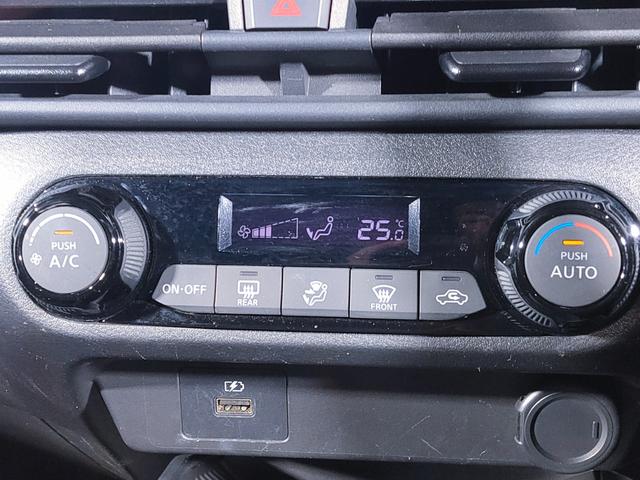 25.0 °C
PUSH
A/C
PUSH
AUTO
ON·OFF
REAR
FRONT